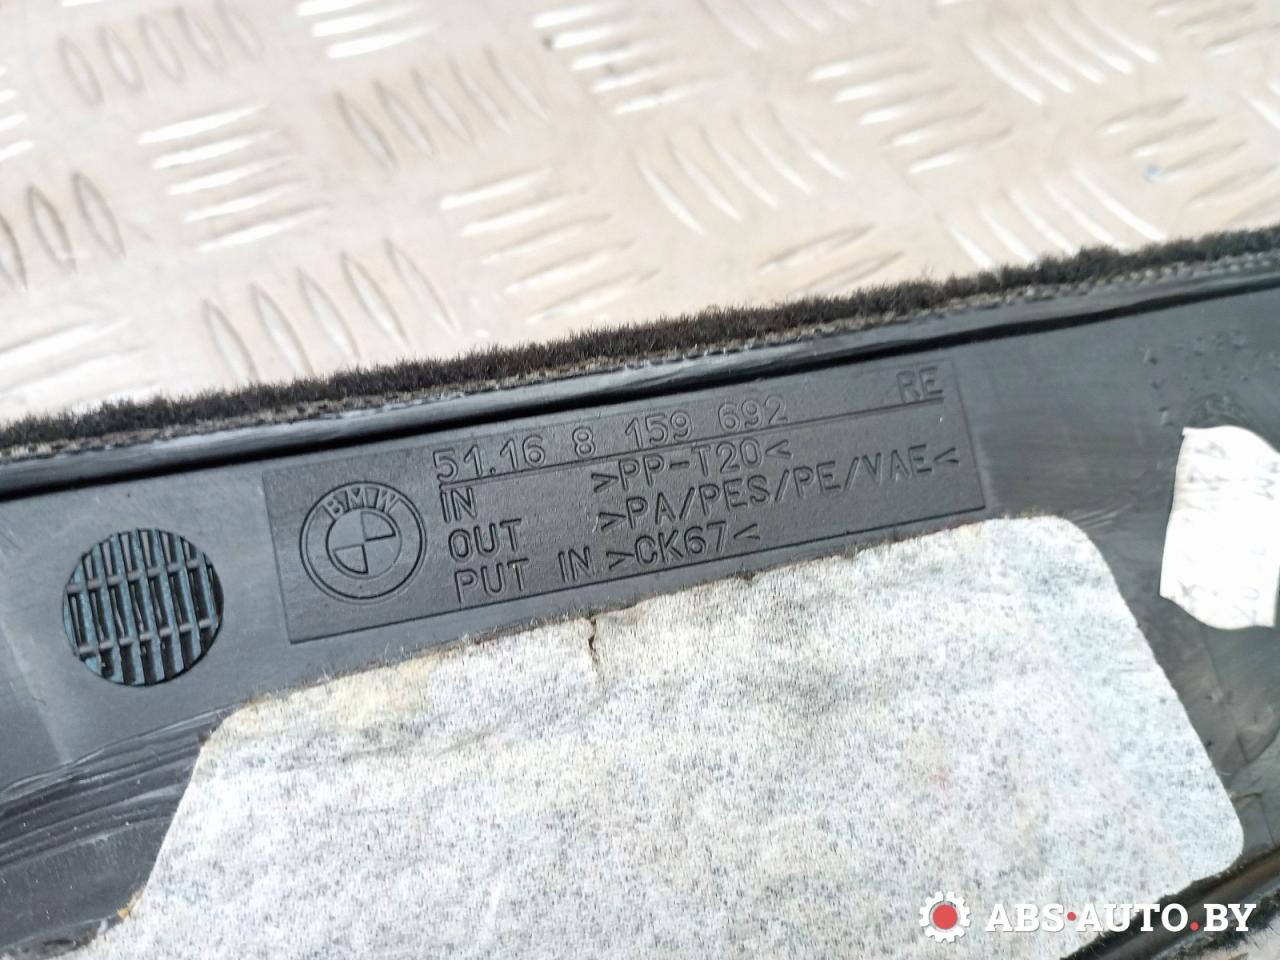 51.16 8 159 692 RE
IN >PP-T20<
OUT >PA/PES/PE/VAE<
PUT IN >CK67<
BMW
ABS-AUTO.BY